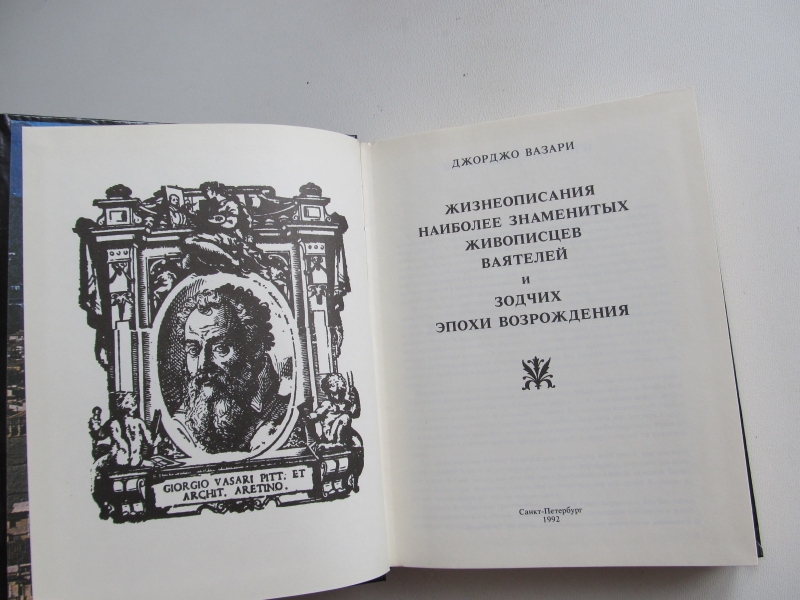 GIORGIO VASARI PITT. ET
ARCHIT. ARETINO.
ДЖОРДЖО ВАЗАРИ
ЖИЗНЕОПИСАНИЯ
НАИБОЛЕЕ ЗНАМЕНИТЫХ
ЖИВОПИСЦЕВ
ВАЯТЕЛЕЙ
и
ЗОДЧИХ
ЭПОХИ ВОЗРОЖДЕНИЯ
Санкт-Петербург
1992